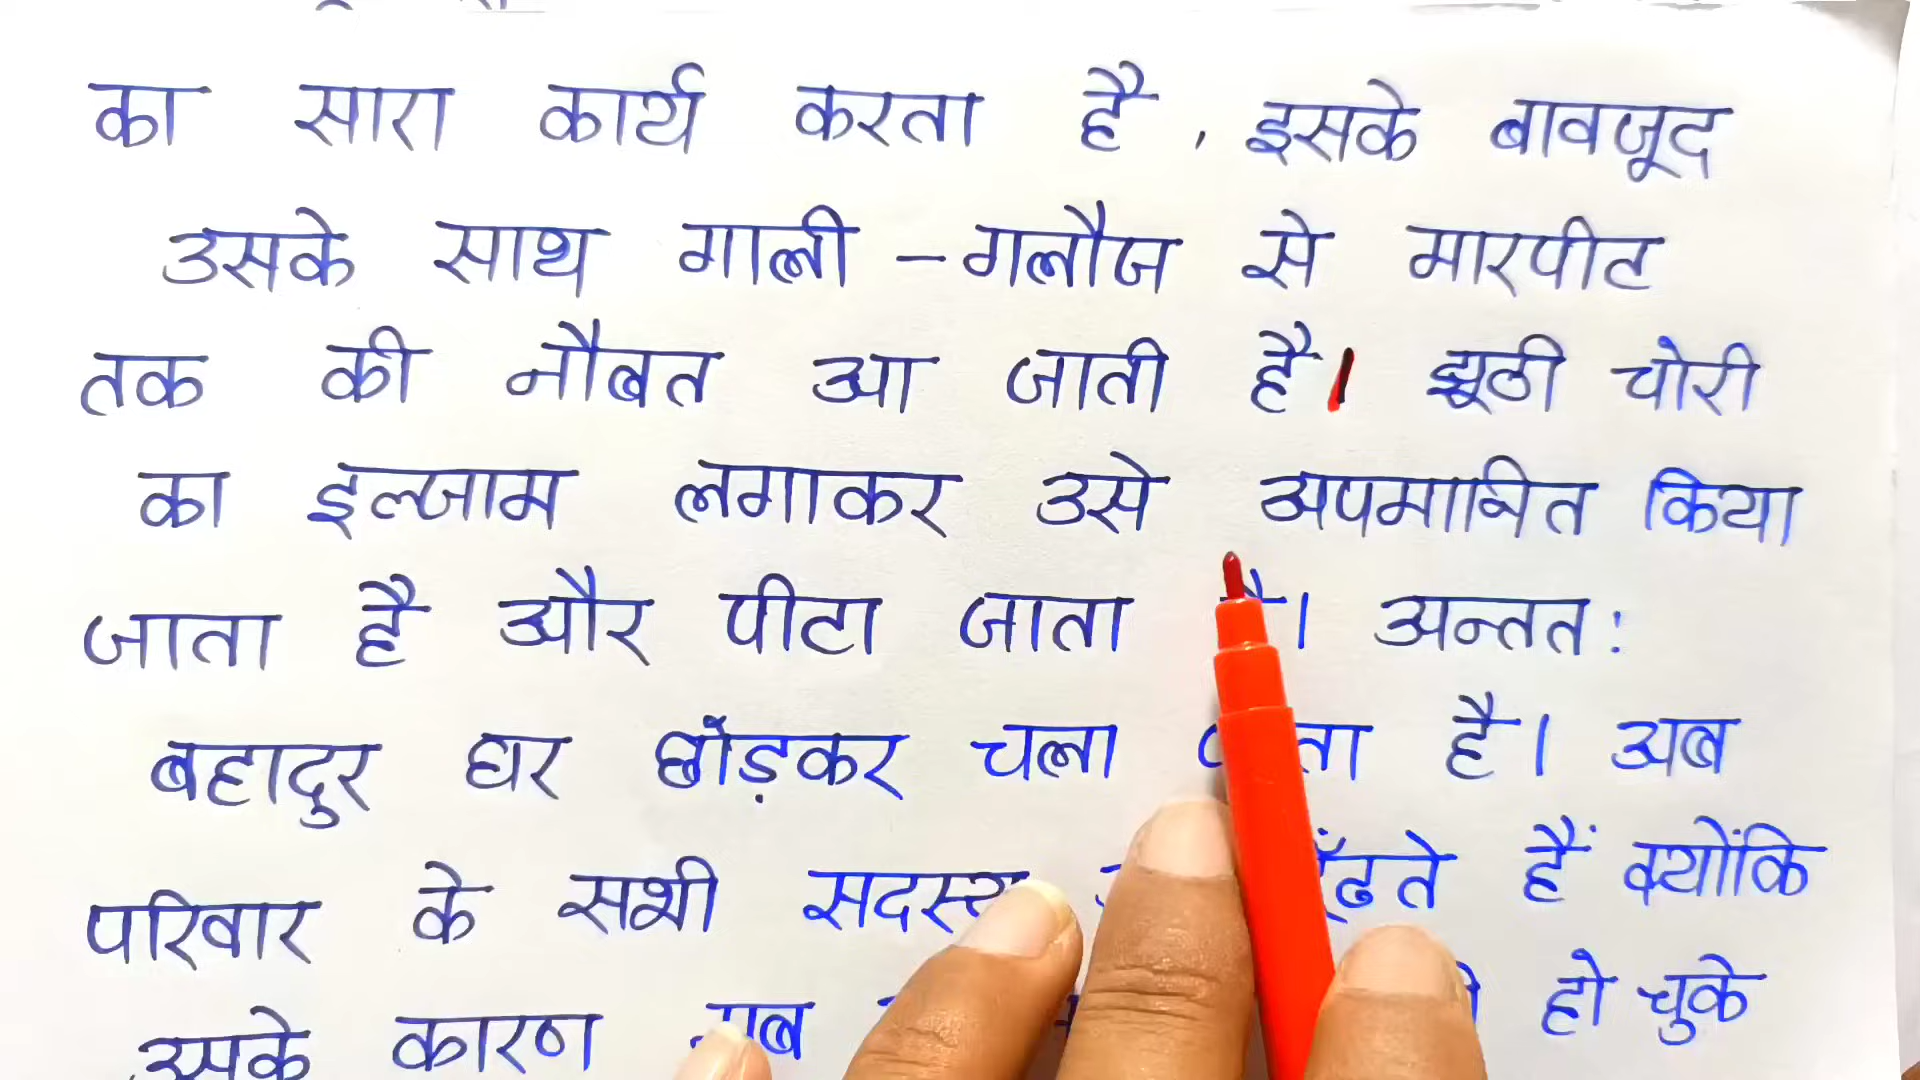 का सारा कार्य करता है, इसके बावजूद
उसके साथ गाली -गलौज से मारपीट
तक की नौबत आ जाती है। झूठी चोरी
का इल्जाम लगाकर उसे अपमानित किया
जाता है और पीटा जाता है। अन्ततः
बहादुर घर छोड़कर चला है। अब
परिवार के सभी सदस्य हैं क्योंकि
उसके कारण अब हो चुके